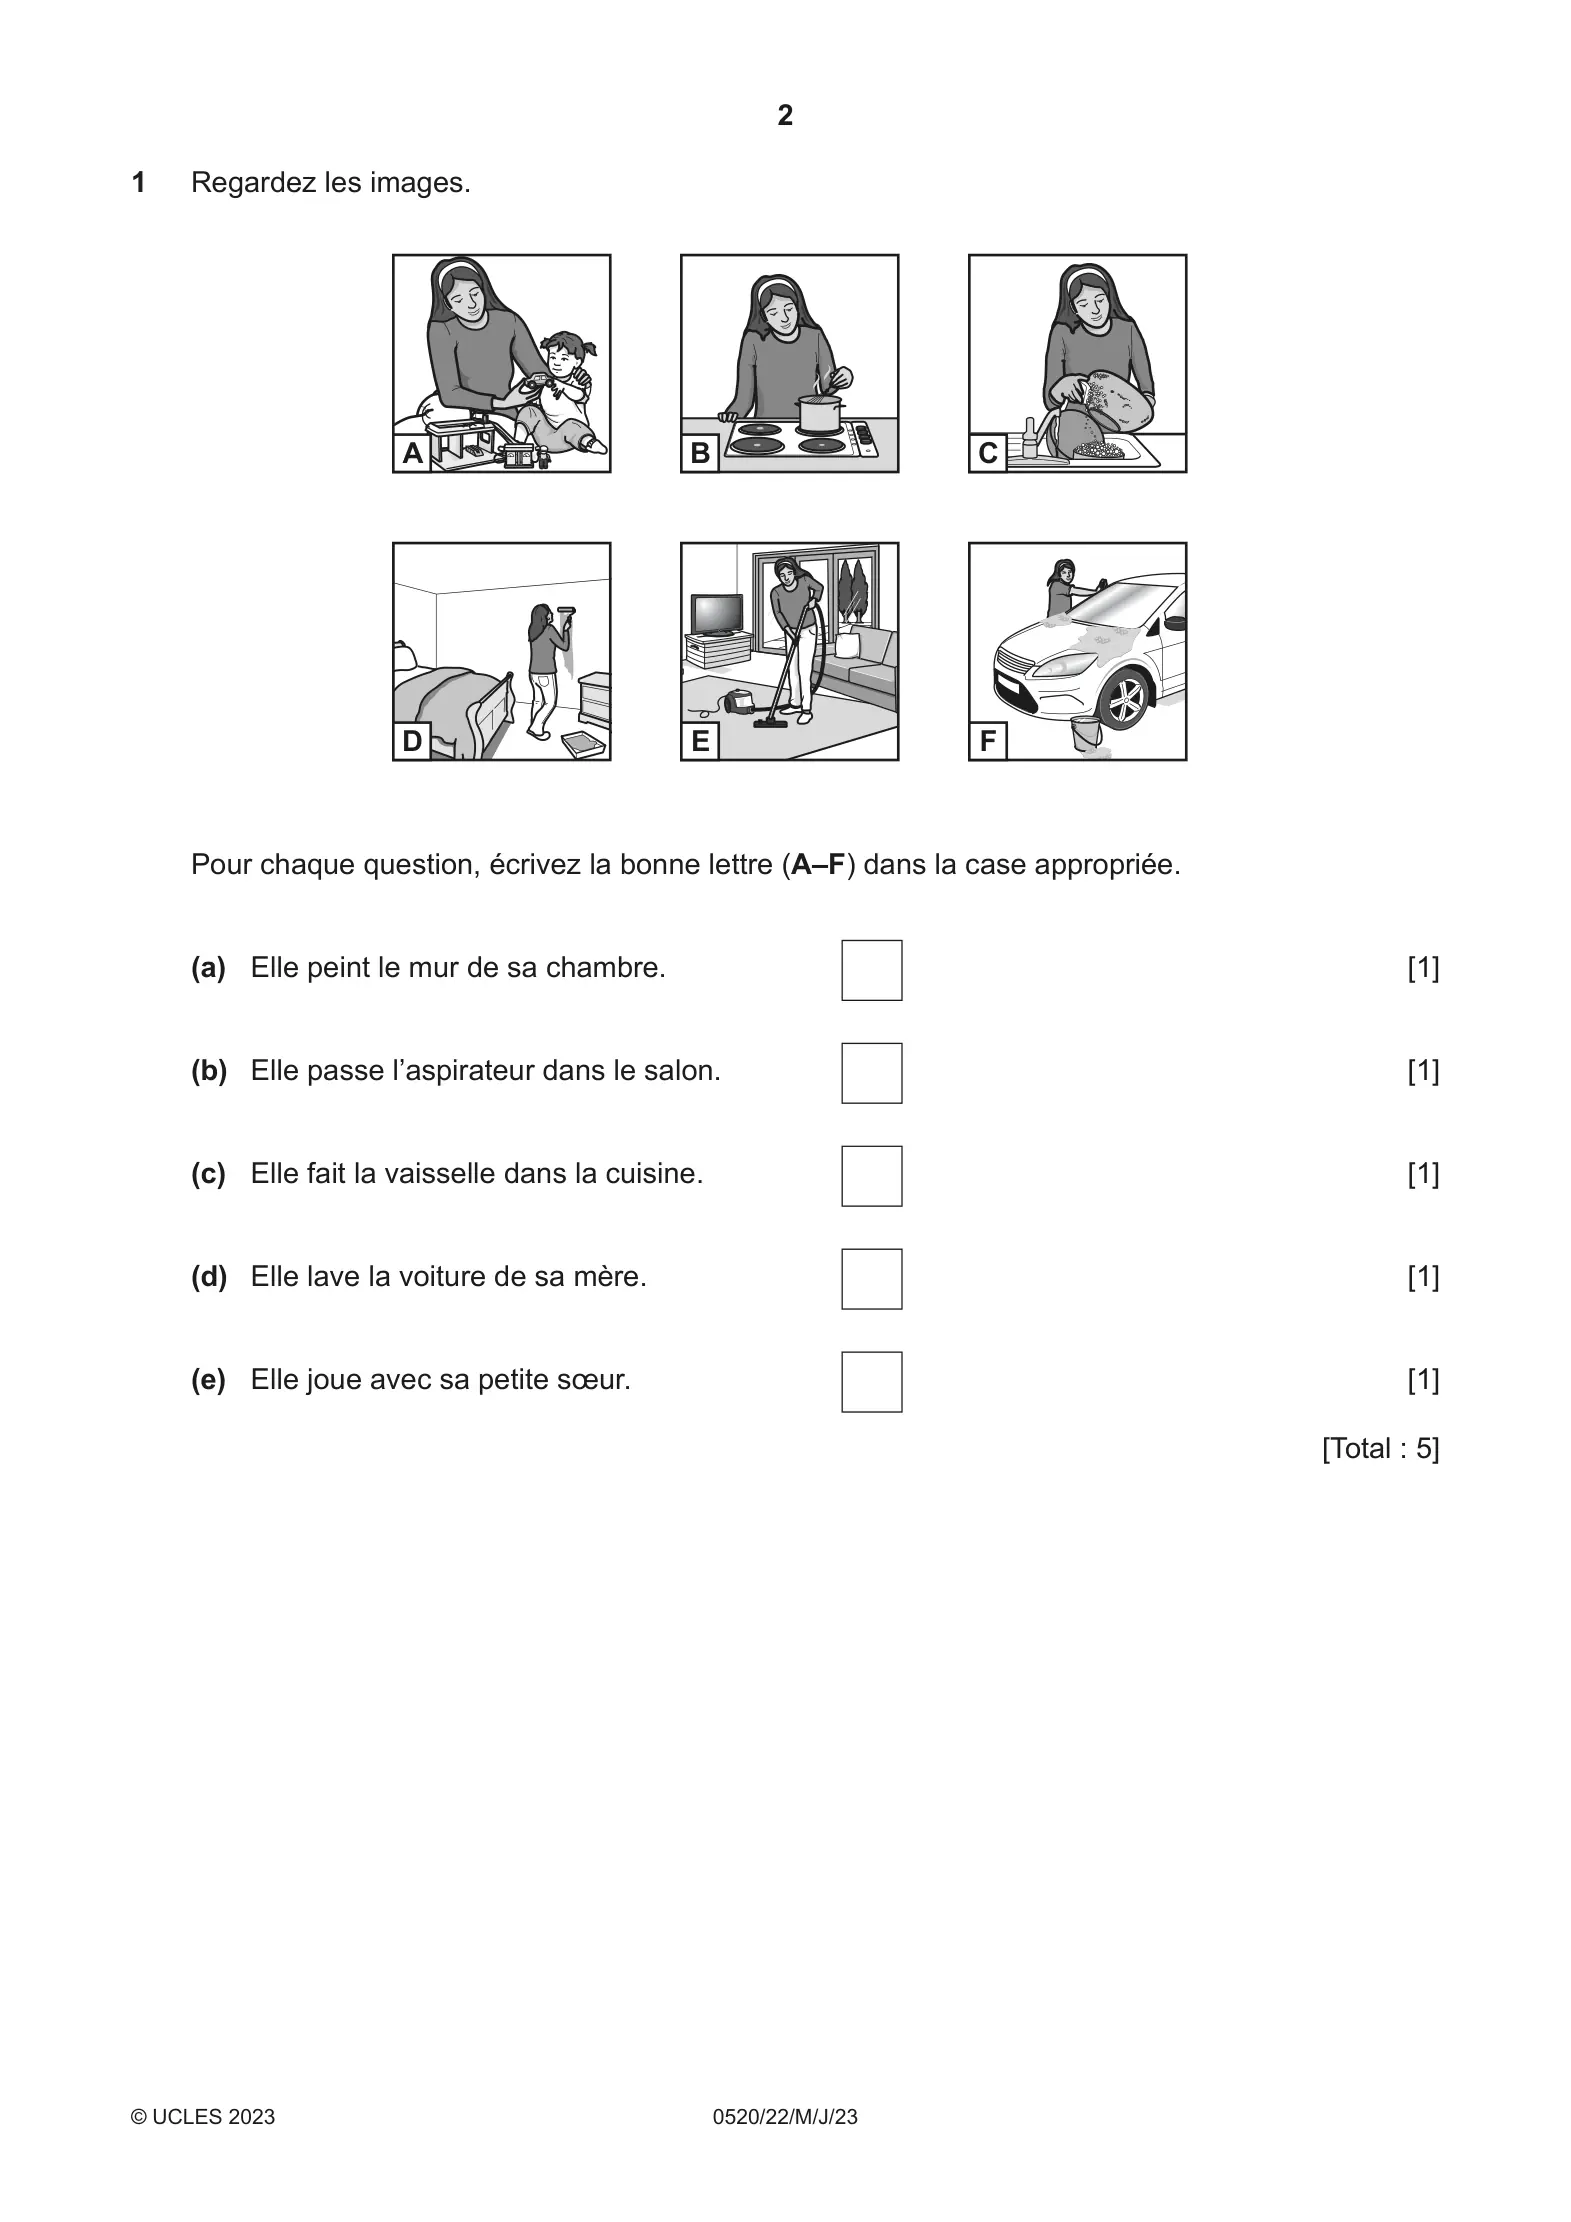 2
1 Regardez les images.
A B C
D E F
Pour chaque question, écrivez la bonne lettre (A–F) dans la case appropriée.
(a) Elle peint le mur de sa chambre. [1]
(b) Elle passe l’aspirateur dans le salon. [1]
(c) Elle fait la vaisselle dans la cuisine. [1]
(d) Elle lave la voiture de sa mère. [1]
(e) Elle joue avec sa petite sœur. [1]
[Total : 5]
© UCLES 2023 0520/22/M/J/23